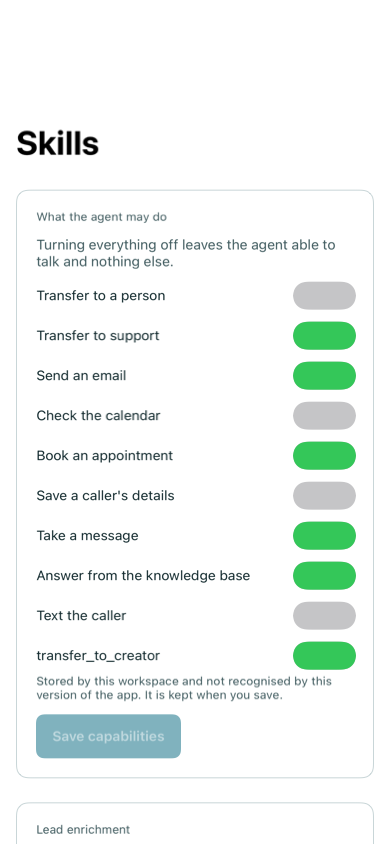 Skills
What the agent may do
Turning everything off leaves the agent able to
talk and nothing else.
Transfer to a person
Transfer to support
Send an email
Check the calendar
Book an appointment
Save a caller's details
Take a message
Answer from the knowledge base
Text the caller
transfer_to_creator
Stored by this workspace and not recognised by this
version of the app. It is kept when you save.
Save capabilities
Lead enrichment